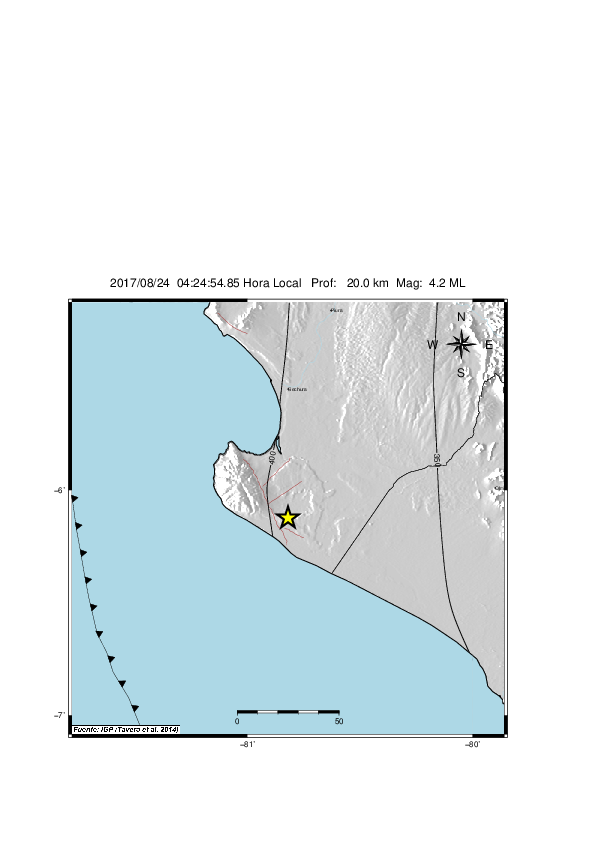 2017/08/24 04:24:54.85 Hora Local Prof: 20.0 km Mag: 4.2 ML
N
Piura
W E
S
Sechura
400
360
−6˚
−7˚
0 50
Fuente: IGP (Tavera et al. 2014)
−81˚ −80˚